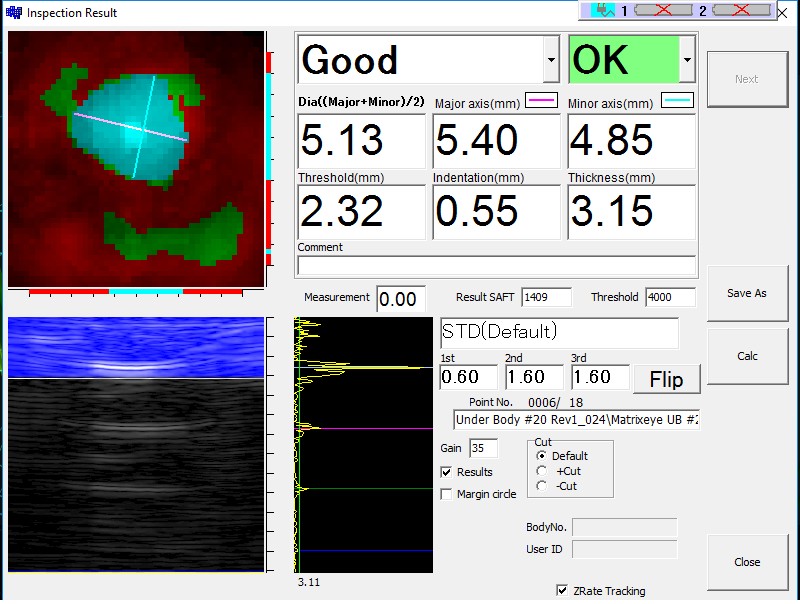 Inspection Result
1 2
Good OK
Next
Dia((Major+Minor)/2) Major axis(mm) Minor axis(mm)
5.13 5.40 4.85
Threshold(mm) Indentation(mm) Thickness(mm)
2.32 0.55 3.15
Comment
Measurement 0.00 Result SAFT 1409 Threshold 4000
Save As
STD(Default)
Calc
1st 2nd 3rd
0.60 1.60 1.60 Flip
Point No. 0006/ 18
Under Body #20 Rev1_024\Matrixeye UB #2
Gain 35
Cut
Default
+Cut
-Cut
Results
Margin circle
BodyNo.
User ID
Close
3.11
ZRate Tracking